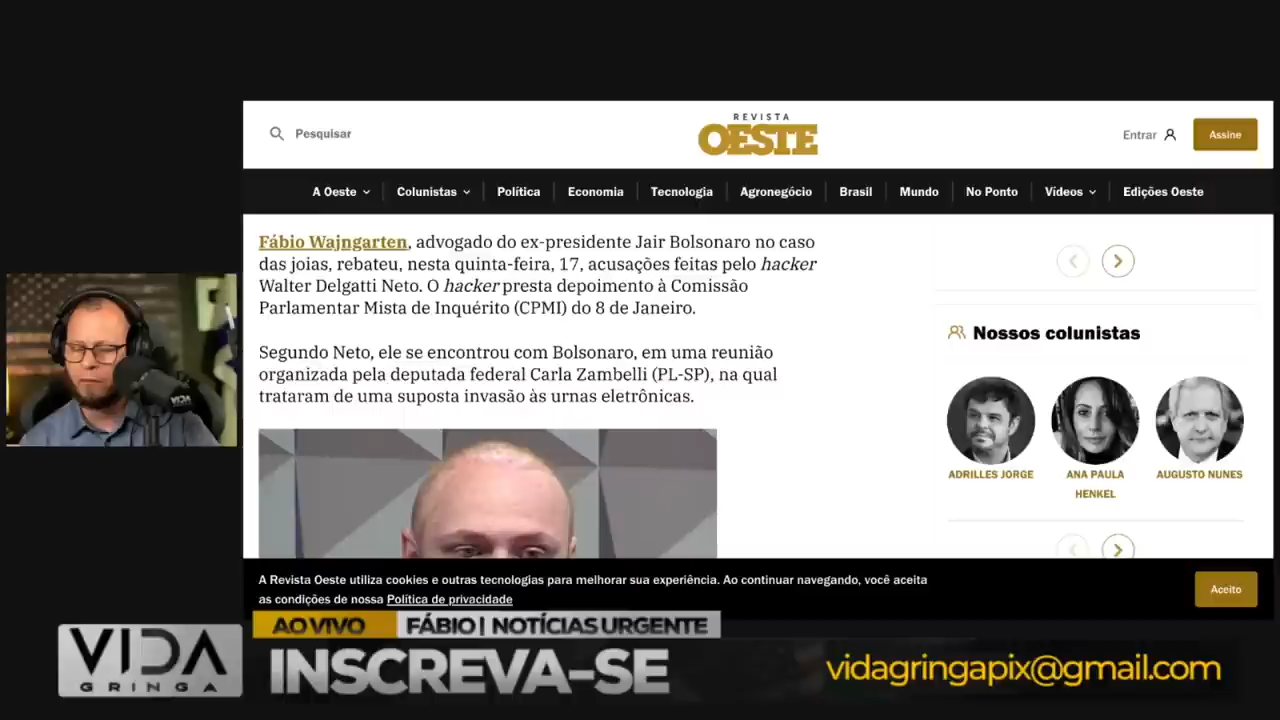 Pesquisar
REVISTA
OESTE
Entrar
Assine
A Oeste
Colunistas
Política
Economia
Tecnologia
Agronegócio
Brasil
Mundo
No Ponto
Vídeos
Edições Oeste
Fábio Wajngarten, advogado do ex-presidente Jair Bolsonaro no caso
das joias, rebateu, nesta quinta-feira, 17, acusações feitas pelo hacker
Walter Delgatti Neto. O hacker presta depoimento à Comissão
Parlamentar Mista de Inquérito (CPMI) do 8 de Janeiro.
Segundo Neto, ele se encontrou com Bolsonaro, em uma reunião
organizada pela deputada federal Carla Zambelli (PL-SP), na qual
trataram de uma suposta invasão às urnas eletrônicas.
Nossos colunistas
ADRILLES JORGE
ANA PAULA
HENKEL
AUGUSTO NUNES
A Revista Oeste utiliza cookies e outras tecnologias para melhorar sua experiência. Ao continuar navegando, você aceita
as condições de nossa Política de privacidade
Aceito
AO VIVO
FÁBIO | NOTÍCIAS URGENTE
VIDA
GRINGA
INSCREVA-SE
vidagringapix@gmail.com